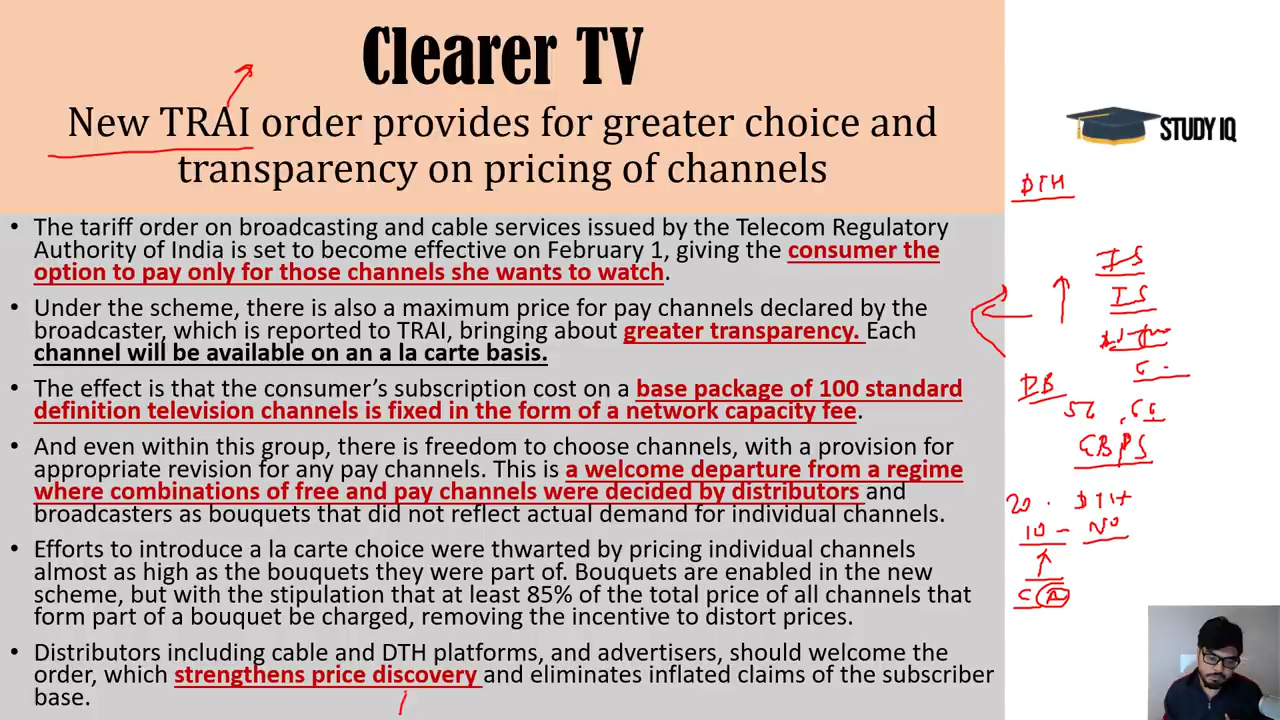 Clearer TV
New TRAI order provides for greater choice and
transparency on pricing of channels
STUDY IQ
DTH
• The tariff order on broadcasting and cable services issued by the Telecom Regulatory
Authority of India is set to become effective on February 1, giving the consumer the
option to pay only for those channels she wants to watch.
• Under the scheme, there is also a maximum price for pay channels declared by the
broadcaster, which is reported to TRAI, bringing about greater transparency. Each
channel will be available on an a la carte basis.
• The effect is that the consumer's subscription cost on a base package of 100 standard
definition television channels is fixed in the form of a network capacity fee.
• And even within this group, there is freedom to choose channels, with a provision for
appropriate revision for any pay channels. This is a welcome departure from a regime
where combinations of free and pay channels were decided by distributors and
broadcasters as bouquets that did not reflect actual demand for individual channels.
• Efforts to introduce a la carte choice were thwarted by pricing individual channels
almost as high as the bouquets they were part of. Bouquets are enabled in the new
scheme, but with the stipulation that at least 85% of the total price of all channels that
form part of a bouquet be charged, removing the incentive to distort prices.
• Distributors including cable and DTH platforms, and advertisers, should welcome the
order, which strengthens price discovery and eliminates inflated claims of the subscriber
base.
56
20 . DTH
10 - NO